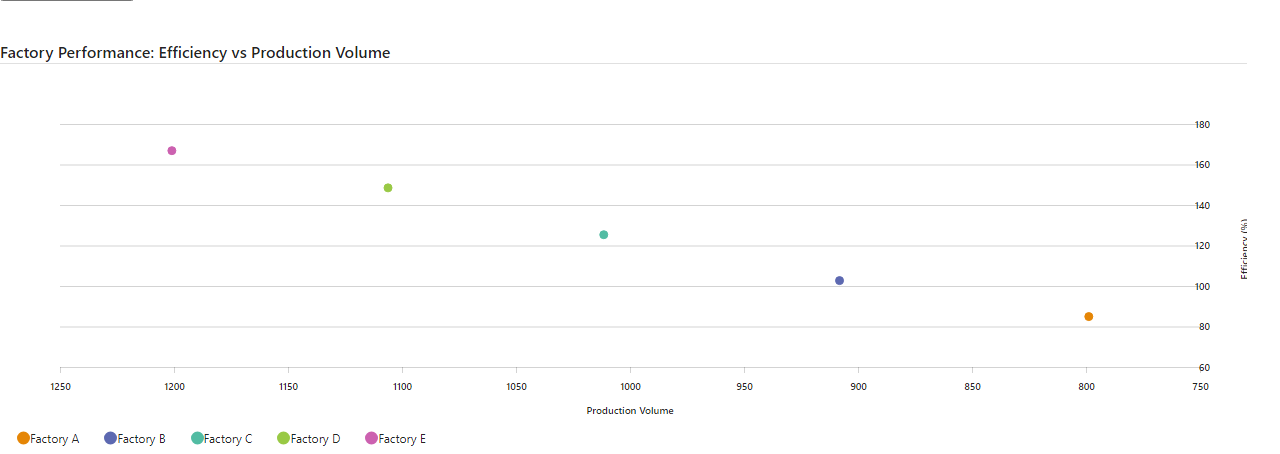 Factory Performance: Efficiency vs Production Volume
180
160
140
120
100
80
60
Efficiency (%)
1250 1200 1150 1100 1050 1000 950 900 850 800 750
Production Volume
Factory A Factory B Factory C Factory D Factory E